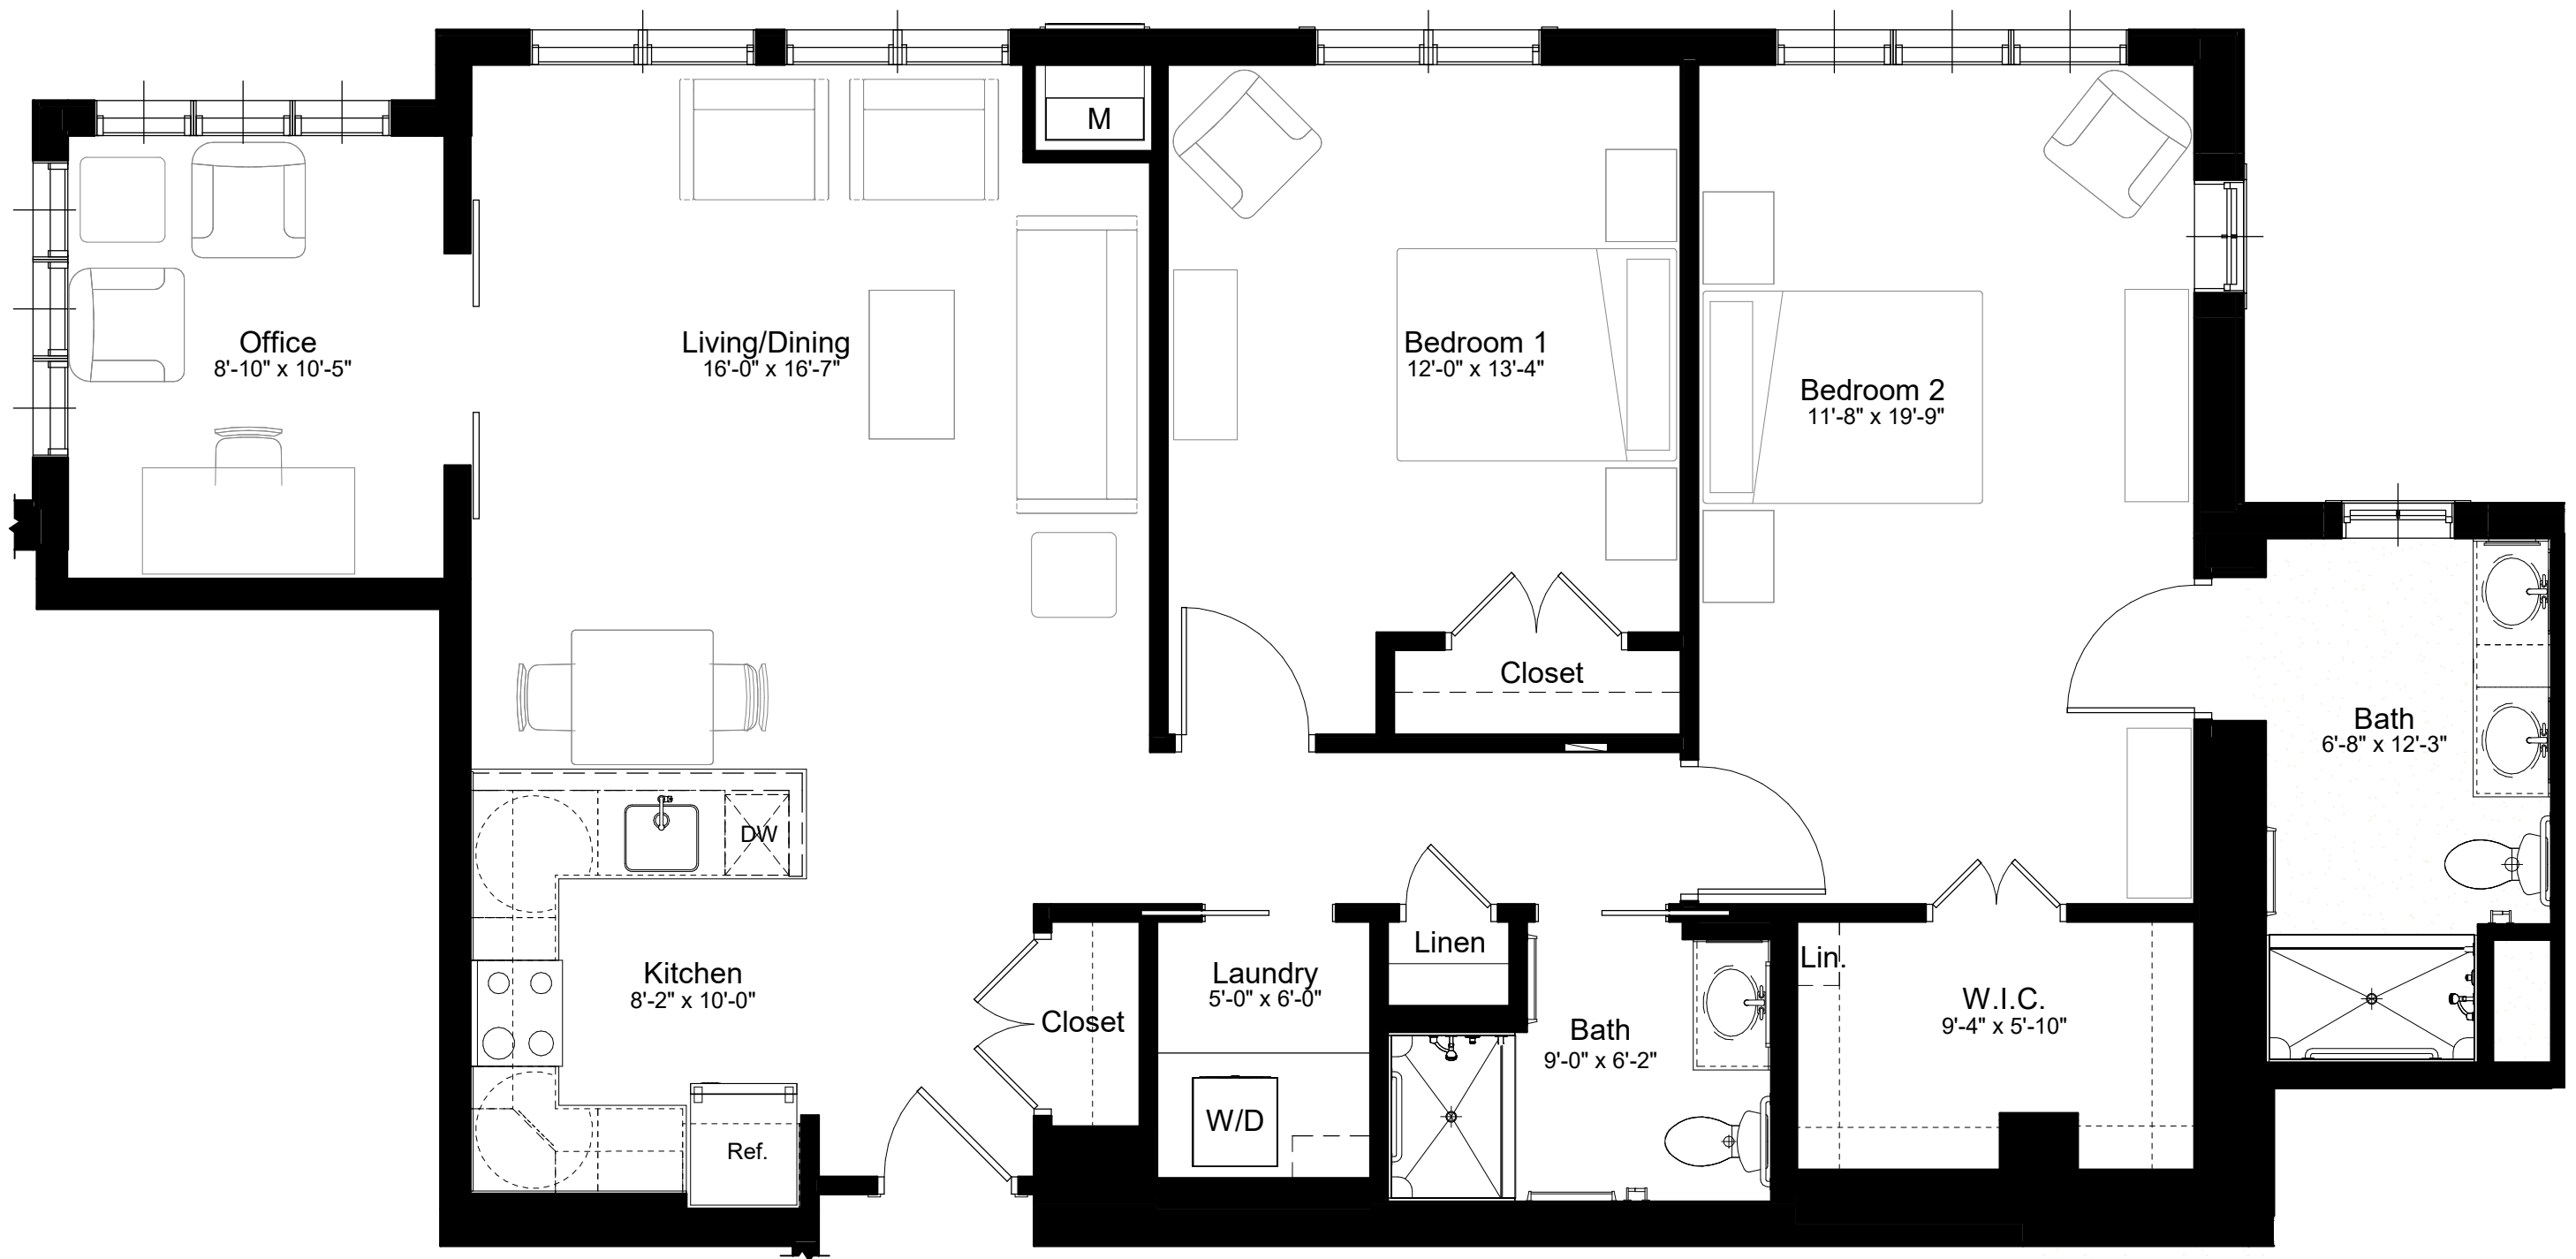 M
Office
8'-10" x 10'-5"
Living/Dining
16'-0" x 16'-7"
Bedroom 1
12'-0" x 13'-4"
Bedroom 2
11'-8" x 19'-9"
Closet
Bath
6'-8" x 12'-3"
DW
Kitchen
8'-2" x 10'-0"
Closet
Laundry
5'-0" x 6'-0"
Linen
Bath
9'-0" x 6'-2"
Lin.
W.I.C.
9'-4" x 5'-10"
W/D
Ref.